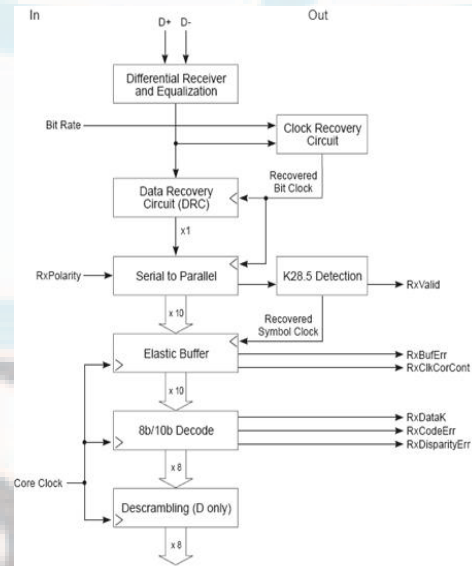 In
Out
D+ D-
Differential Receiver
and Equalization
Bit Rate
Clock Recovery
Circuit
Recovered
Bit Clock
Data Recovery
Circuit (DRC)
x1
RxPolarity
Serial to Parallel
K28.5 Detection
RxValid
x 10
Recovered
Symbol Clock
Elastic Buffer
RxBufErr
RxClkCorCont
x 10
8b/10b Decode
RxDataK
RxCodeErr
RxDisparityErr
x 8
Core Clock
Descrambling (D only)
x 8